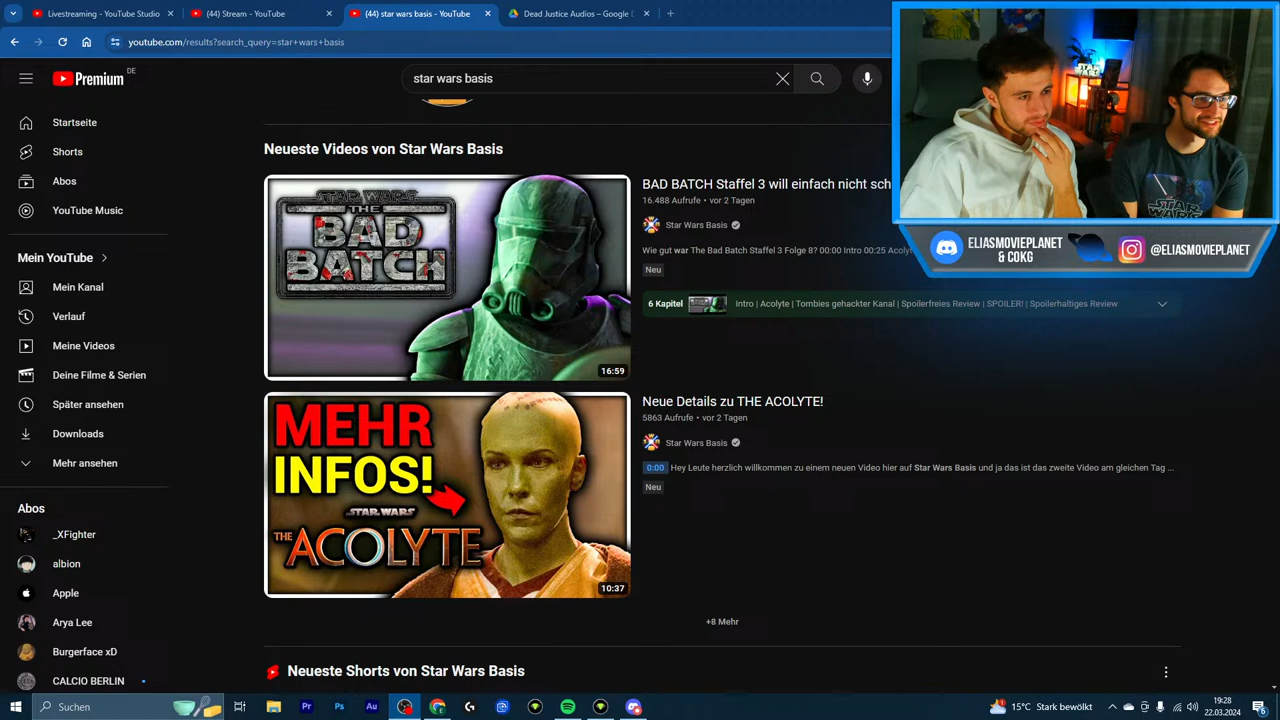 Livestreaming - YouTube Studio
(44) Stream - YouTube
(44) star wars basis - YouTube
Dead Justice Audios – Google D
youtube.com/results?search_query=star+wars+basis
Premium DE
star wars basis
Startseite
Shorts
Abos
YouTube Music
Mein YouTube
Mein Kanal
Verlauf
Meine Videos
Deine Filme & Serien
Später ansehen
Downloads
Mehr ansehen
Abos
_XFighter
albion
Apple
Arya Lee
Burgerface xD
CALCIO BERLIN
Neueste Videos von Star Wars Basis
STAR WARS
THE
BAD
BATCH
16:59
BAD BATCH Staffel 3 will einfach nicht sch
16.488 Aufrufe • vor 2 Tagen
Star Wars Basis
Wie gut war The Bad Batch Staffel 3 Folge 8? 00:00 Intro 00:25 Acoly
Neu
6 Kapitel
Intro | Acolyte | Tombies gehackter Kanal | Spoilerfreies Review | SPOILER! | Spoilerhaltiges Review
MEHR
INFOS!
STAR WARS
THE ACOLYTE
10:37
Neue Details zu THE ACOLYTE!
5863 Aufrufe • vor 2 Tagen
Star Wars Basis
0:00 Hey Leute herzlich willkommen zu einem neuen Video hier auf Star Wars Basis und ja das ist das zweite Video am gleichen Tag ...
Neu
+8 Mehr
Neueste Shorts von Star Wars Basis
STAR WARS
ELIASMOVIEPLANET
& COKG
@ELIASMOVIEPLANET
Suchen
Pr
Ps
Au
15°C Stark bewölkt
19:28
22.03.2024
6